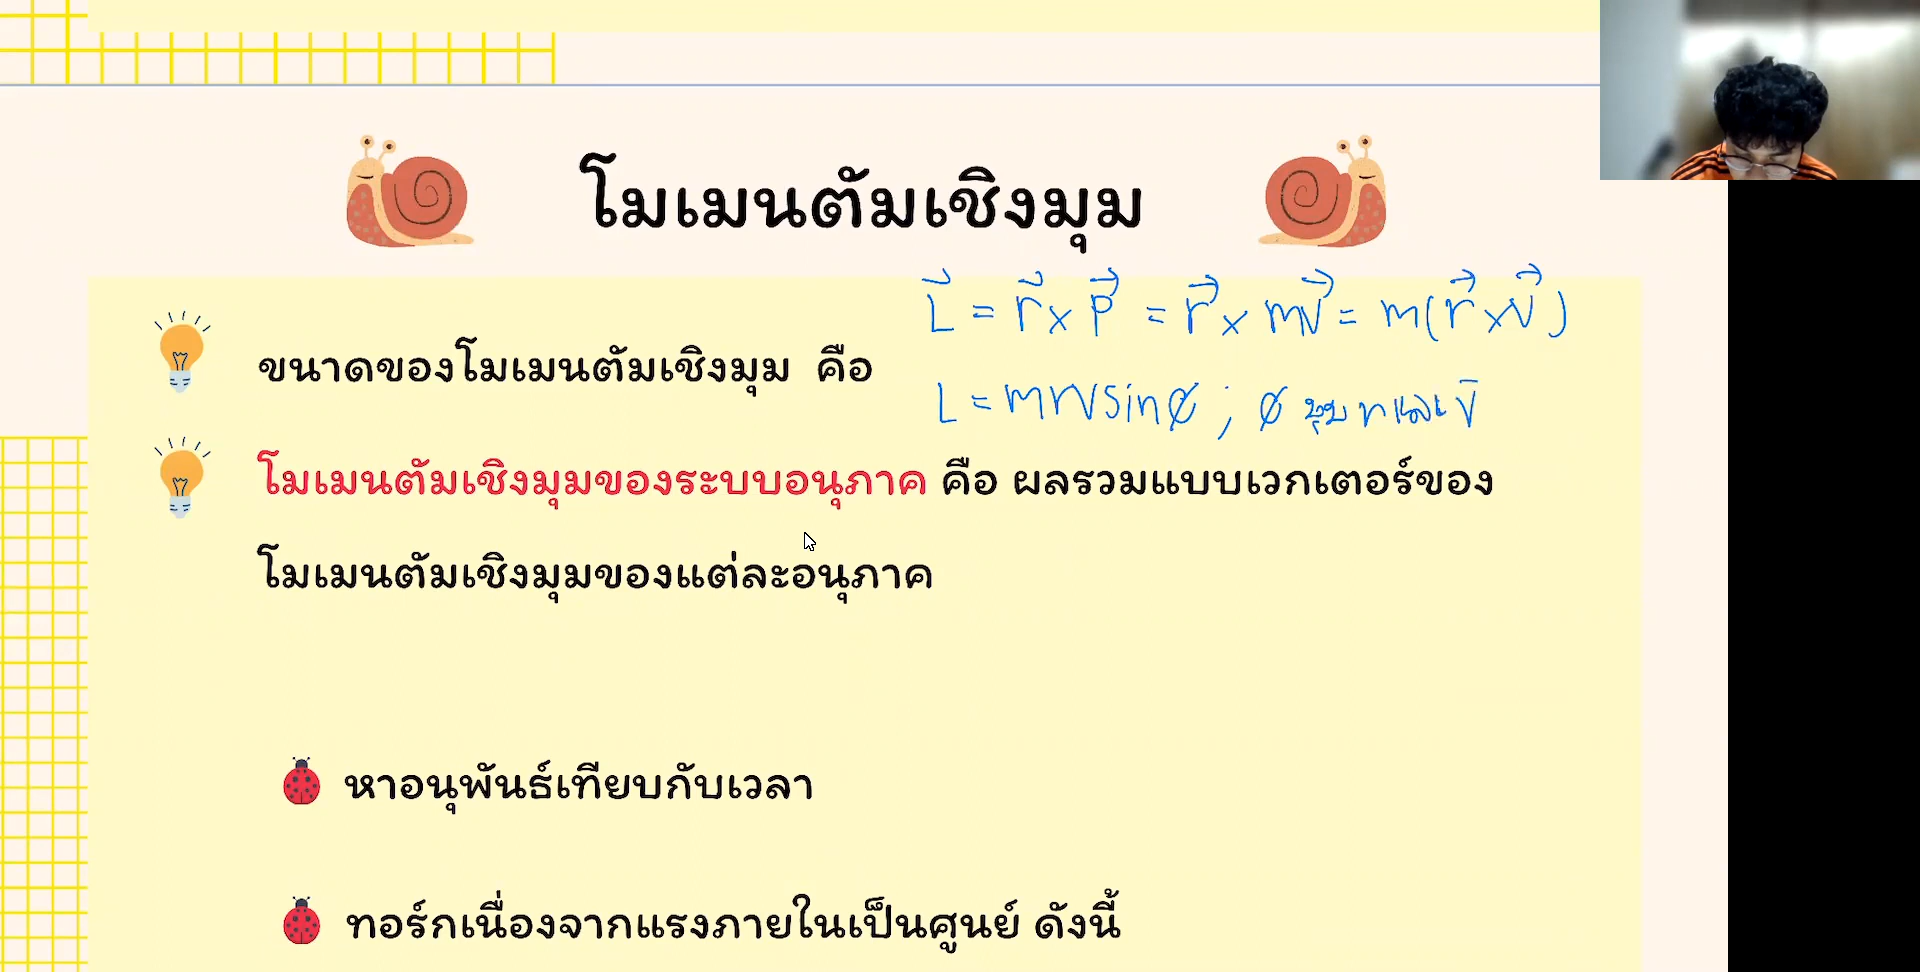 โมเมนตัมเชิงมุม
L⃗ = r⃗ × P⃗ = r⃗ × mv⃗ = m(r⃗ × v⃗)
ขนาดของโมเมนตัมเชิงมุม คือ
L = mrvsinφ ; φ มุม r และ v⃗
โมเมนตัมเชิงมุมของระบบอนุภาค คือ ผลรวมแบบเวกเตอร์ของ
โมเมนตัมเชิงมุมของแต่ละอนุภาค
หาอนุพันธ์เทียบกับเวลา
ทอร์กเนื่องจากแรงภายในเป็นศูนย์ ดังนี้